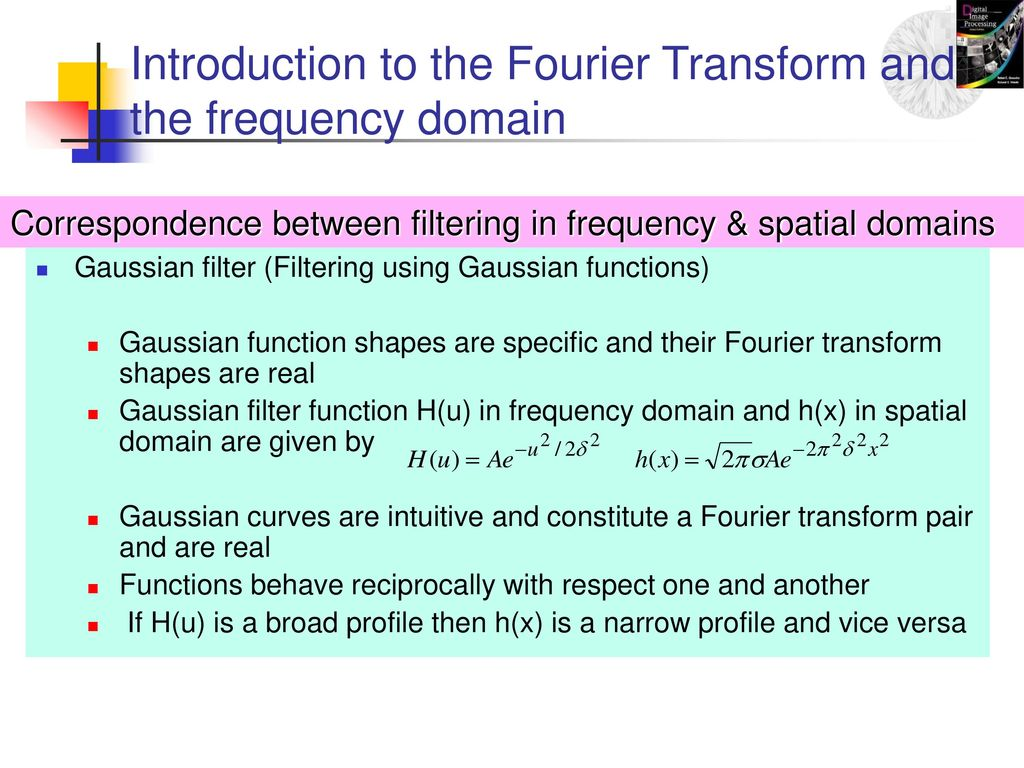 Introduction to the Fourier Transform and
the frequency domain
Digital
Image
Processing
Correspondence between filtering in frequency & spatial domains
Gaussian filter (Filtering using Gaussian functions)
Gaussian function shapes are specific and their Fourier transform
shapes are real
Gaussian filter function H(u) in frequency domain and h(x) in spatial
domain are given by
H(u) = Ae^{−u^2/2δ^2} h(x) = √2πσAe^{−2π^2δ^2x^2}
Gaussian curves are intuitive and constitute a Fourier transform pair
and are real
Functions behave reciprocally with respect one and another
If H(u) is a broad profile then h(x) is a narrow profile and vice versa